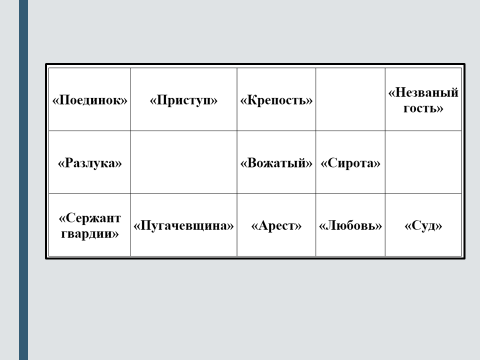 «Поединок» «Приступ» «Крепость» «Незваный
гость»
«Разлука» «Вожатый» «Сирота»
«Сержант
гвардии» «Пугачевщина» «Арест» «Любовь» «Суд»